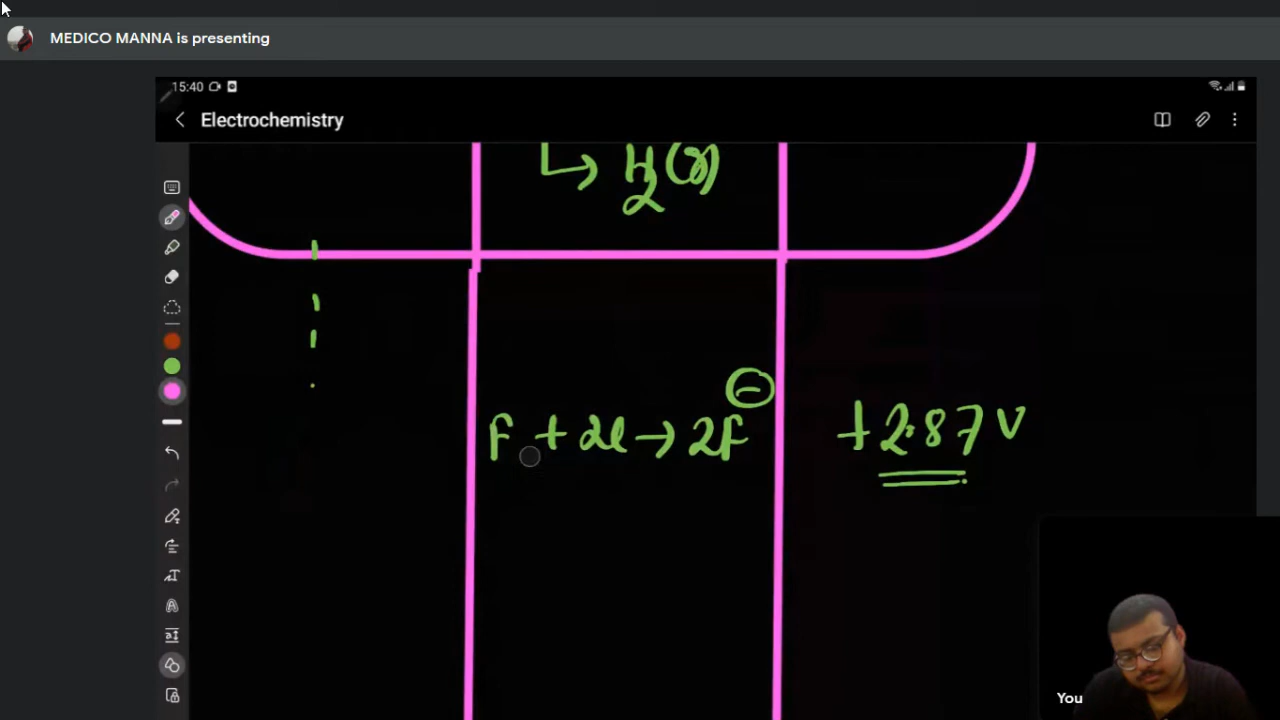 MEDICO MANNA is presenting
15:40
Electrochemistry
↳ H2(g)
F + 2e → 2F⊖ +2.87 V
You